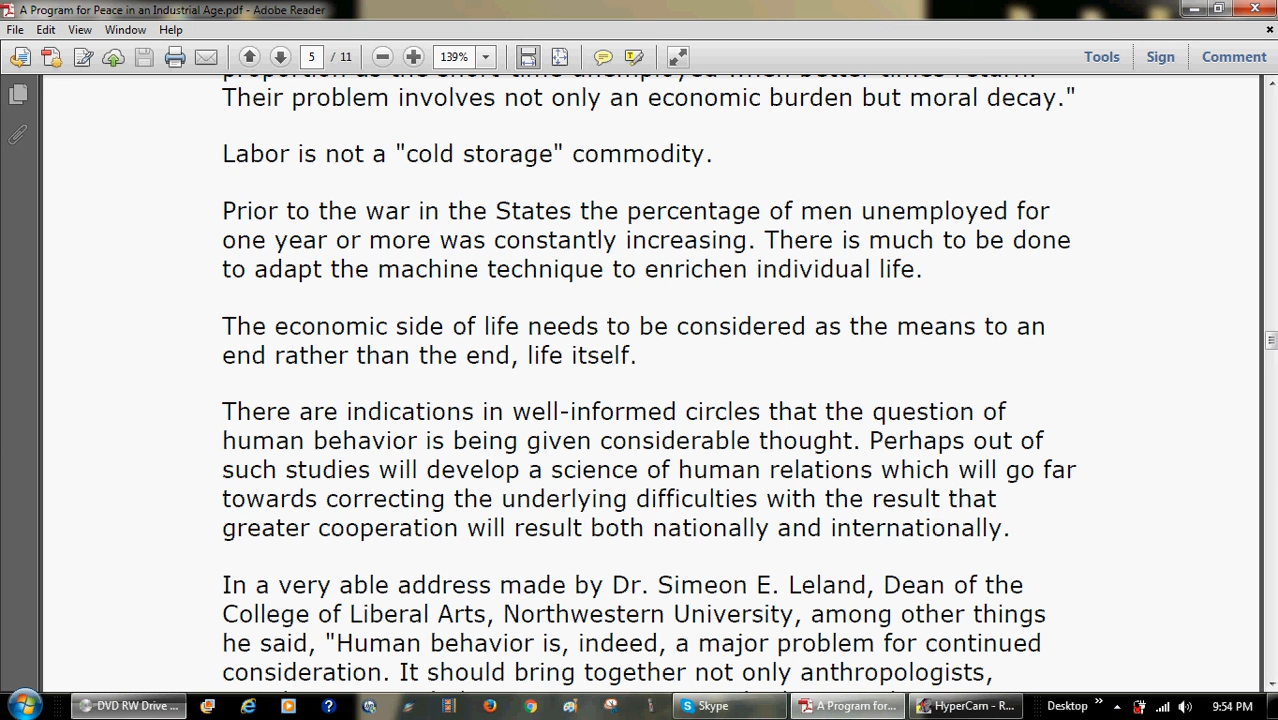 A Program for Peace in an Industrial Age.pdf - Adobe Reader
File Edit View Window Help
5 / 11 139% Tools Sign Comment
proportion as the short-time unemployed when better times return.
Their problem involves not only an economic burden but moral decay."
Labor is not a "cold storage" commodity.
Prior to the war in the States the percentage of men unemployed for
one year or more was constantly increasing. There is much to be done
to adapt the machine technique to enrichen individual life.
The economic side of life needs to be considered as the means to an
end rather than the end, life itself.
There are indications in well-informed circles that the question of
human behavior is being given considerable thought. Perhaps out of
such studies will develop a science of human relations which will go far
towards correcting the underlying difficulties with the result that
greater cooperation will result both nationally and internationally.
In a very able address made by Dr. Simeon E. Leland, Dean of the
College of Liberal Arts, Northwestern University, among other things
he said, "Human behavior is, indeed, a major problem for continued
consideration. It should bring together not only anthropologists,
DVD RW Drive ... Skype A Program for... HyperCam - R... Desktop » 9:54 PM